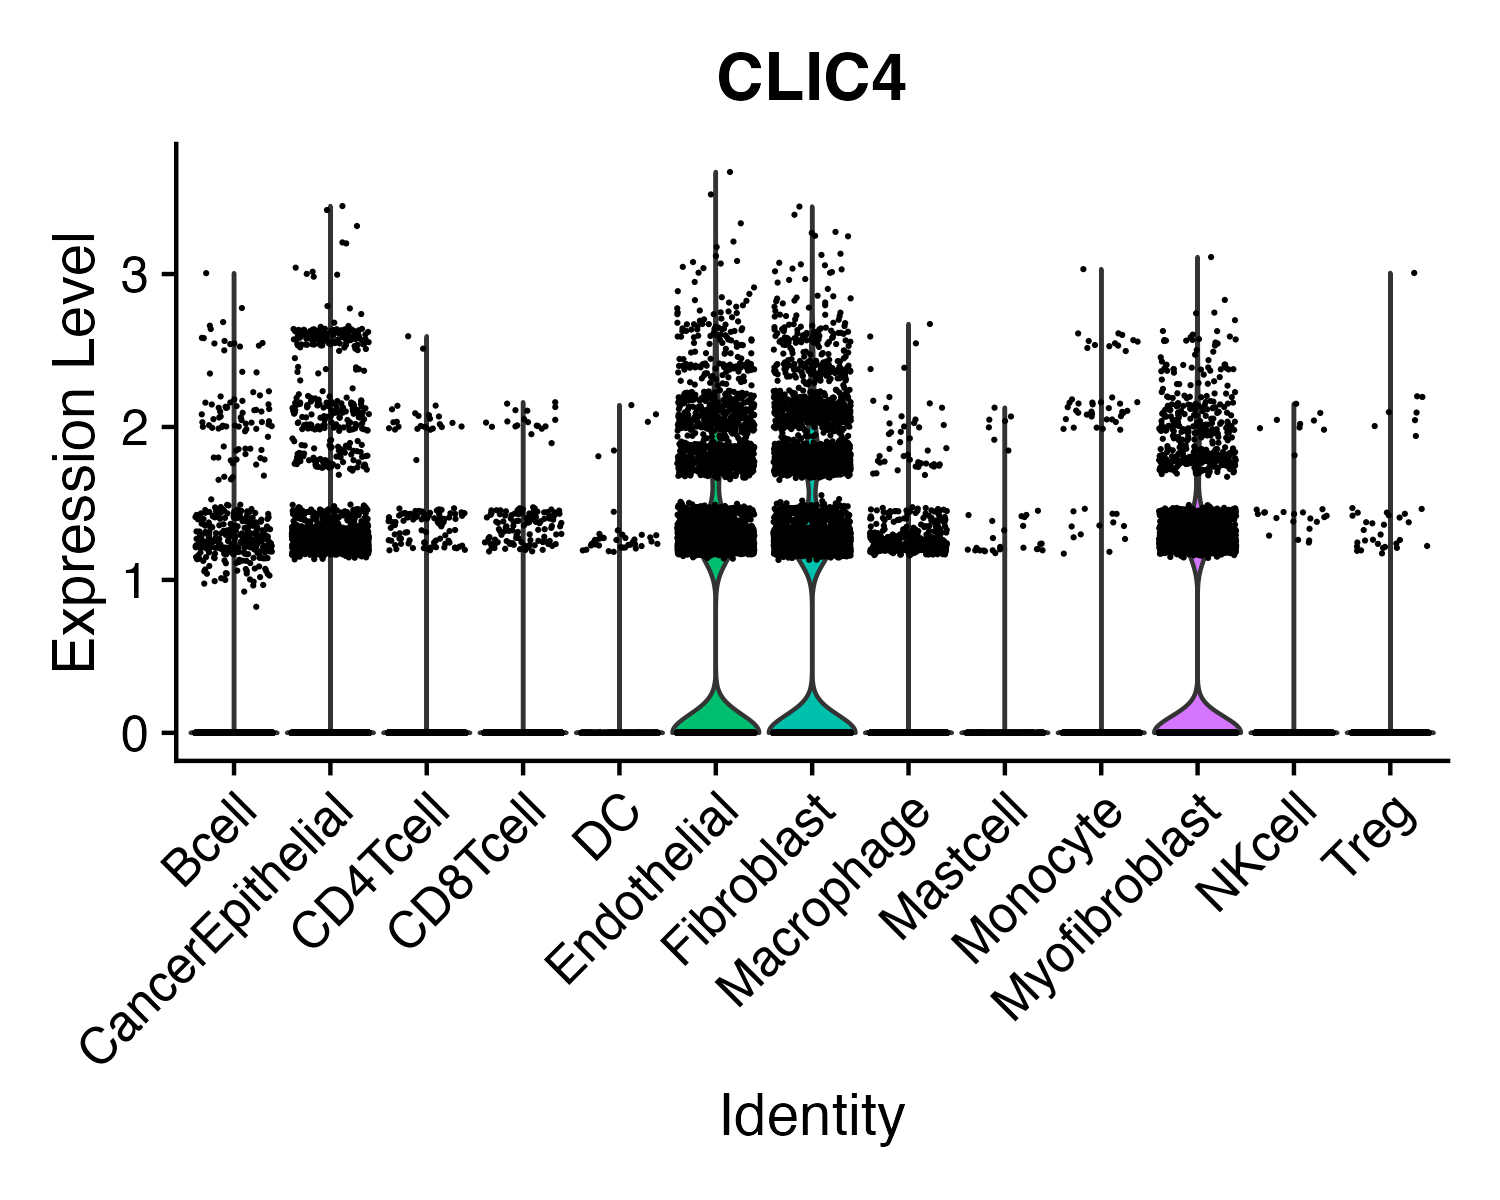 CLIC4
Expression Level
3
2
1
0
Bcell
CancerEpithelial
CD4Tcell
CD8Tcell
DC
Endothelial
Fibroblast
Macrophage
Mastcell
Monocyte
Myofibroblast
NKcell
Treg
Identity